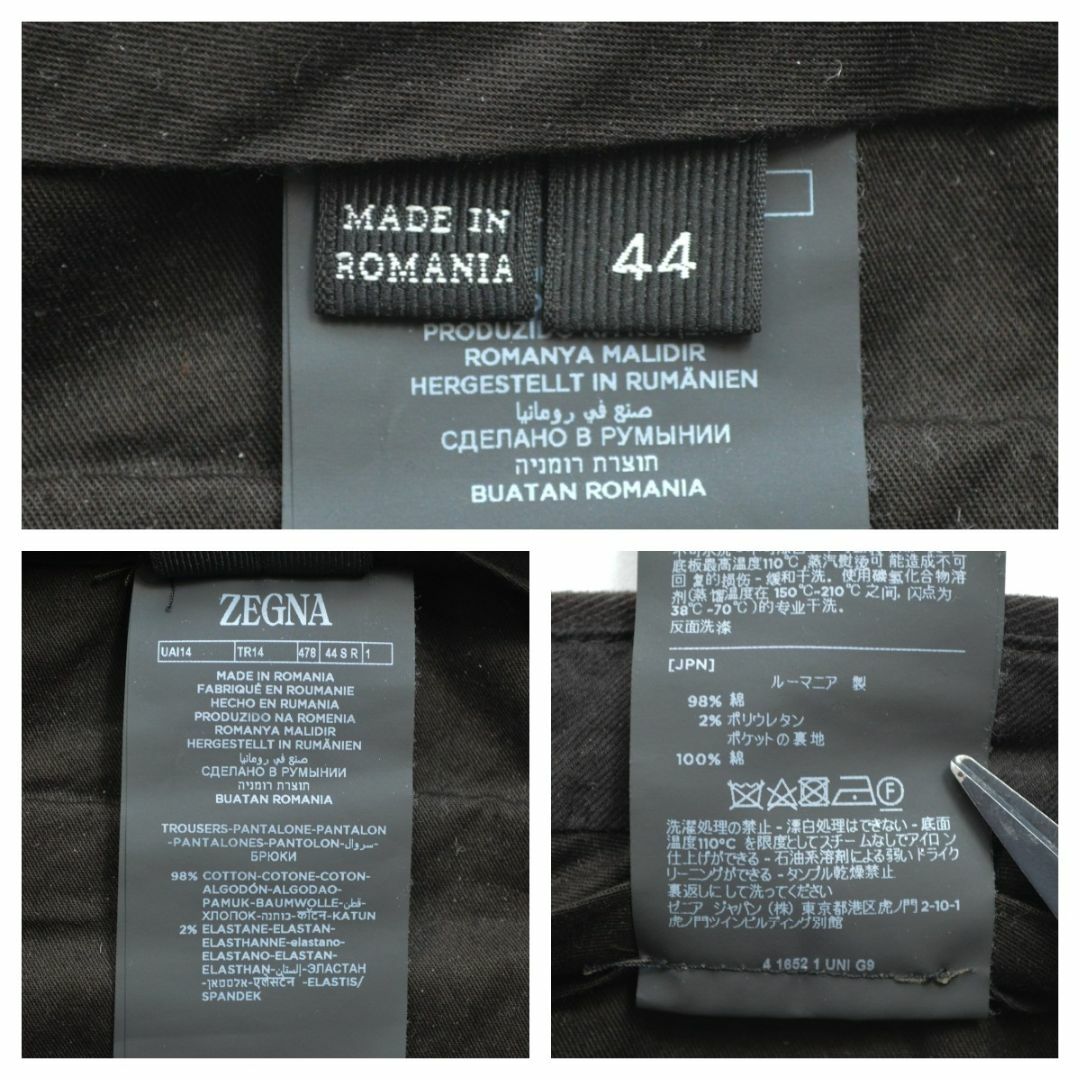 MADE IN
ROMANIA
44
ROMANYA MALIDIR
HERGESTELLT IN RUMÄNIEN
صنع في رومانيا
СДЕЛАНО В РУМЫНИИ
תוצרת רומניה
BUATAN ROMANIA
ZEGNA
UAI14 TR14 478 44 S R 1
MADE IN ROMANIA
FABRIQUÉ EN ROUMANIE
HECHO EN RUMANIA
PRODUZIDO NA ROMENIA
ROMANYA MALIDIR
HERGESTELLT IN RUMÄNIEN
صنع في رومانيا
СДЕЛАНО В РУМЫНИИ
תוצרת רומניה
BUATAN ROMANIA
TROUSERS-PANTALONE-PANTALON
-PANTALONES-PANTOLON-سروال-
БРЮКИ
98% COTTON-COTONE-COTON-
ALGODÓN-ALGODAO-
PAMUK-BAUMWOLLE-قطن-
ХЛОПОК-כותנה-कॉटन-KATUN
2% ELASTANE-ELASTAN-
ELASTHANNE-elastano-
ELASTANO-ELASTAN-
ELASTHAN-إلستان-ЭЛАСТАН
-אלסטאן-एलेस्टेन -ELASTIS/
SPANDEK
底板最高温度110℃,蒸汽熨烫可能造成不可
回复的损伤 - 缓和干洗. 使用碳氢化合物溶
剂(蒸馏温度在 150℃-210℃ 之间, 闪点为
38℃ -70℃)的专业干洗.
反面洗涤
[JPN]
ルーマニア 製
98% 綿
2% ポリウレタン
ポケットの裏地
100% 綿
F
洗濯処理の禁止 - 漂白処理はできない - 底面
温度110℃ を限度としてスチームなしでアイロン
仕上げができる - 石油系溶剤による弱いドライク
リーニングができる - タンブル乾燥禁止
裏返しにして洗ってください
ゼニア ジャパン (株) 東京都港区虎ノ門 2-10-1
虎ノ門ツインビルディング別館
4 1652 1 UNI G9